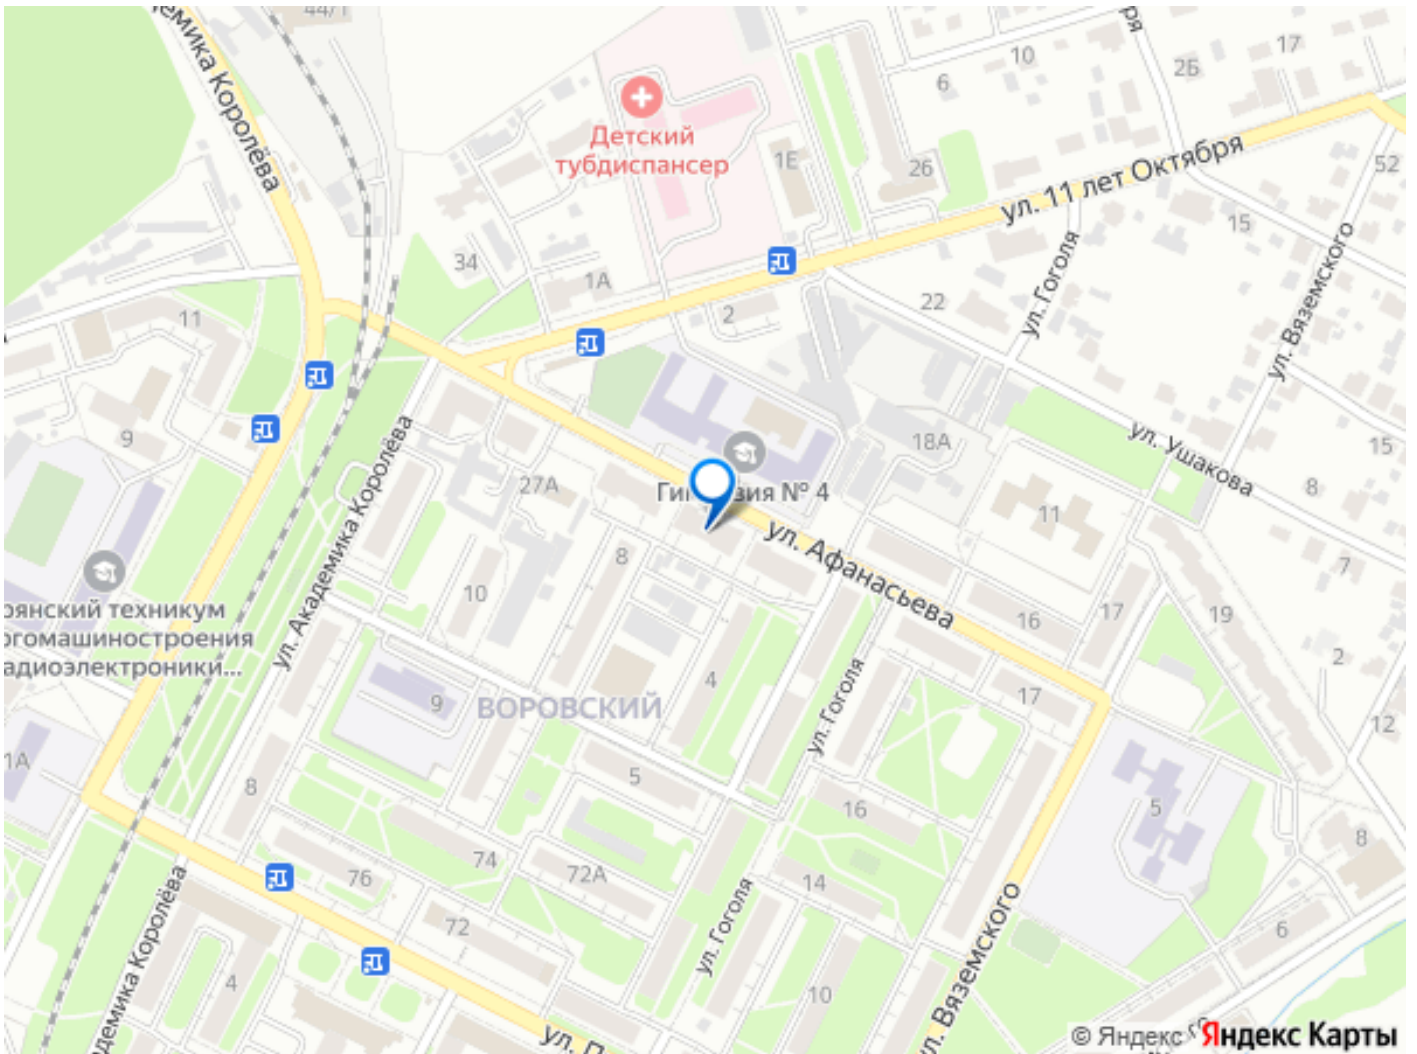 44/1
емика Королёва
ря
10
17
6
2Б
Детский
тубдиспансер
1Е
26
52
ул. 11 лет Октября
15
34
1А
ул. Гоголя
ул. Вяземского
22
2
11
ул. Академика Королёва
9
18А
ул. Ушакова
15
27А
Гимназия № 4
8
11
ул. Афанасьева
8
7
10
рянский техникум
ргомашиностроения
адиоэлектроники...
16
17
19
2
4
ул. Гоголя
9
ВОРОВСКИЙ
17
12
1А
5
8
16
5
8
74
76
72А
14
ул. Гоголя
ул. Вяземского
72
6
адемика Королёва
4
10
ул. П
© Яндекс Яндекс Карты